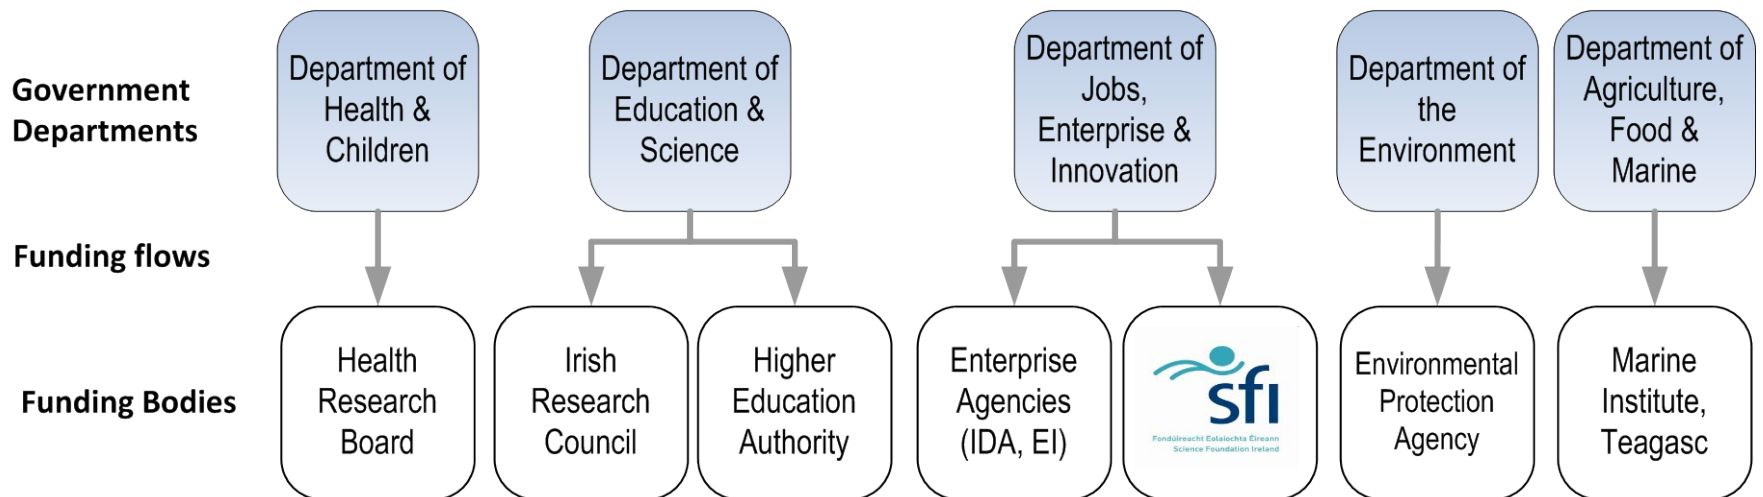 Government
Departments
Department of
Health &
Children
Department of
Education &
Science
Department of
Jobs,
Enterprise &
Innovation
Department of
the
Environment
Department of
Agriculture,
Food &
Marine
Funding flows
Funding Bodies
Health
Research
Board
Irish
Research
Council
Higher
Education
Authority
Enterprise
Agencies
(IDA, EI)
sfi
Fondúireacht Eolaíochta Éireann
Science Foundation Ireland
Environmental
Protection
Agency
Marine
Institute,
Teagasc